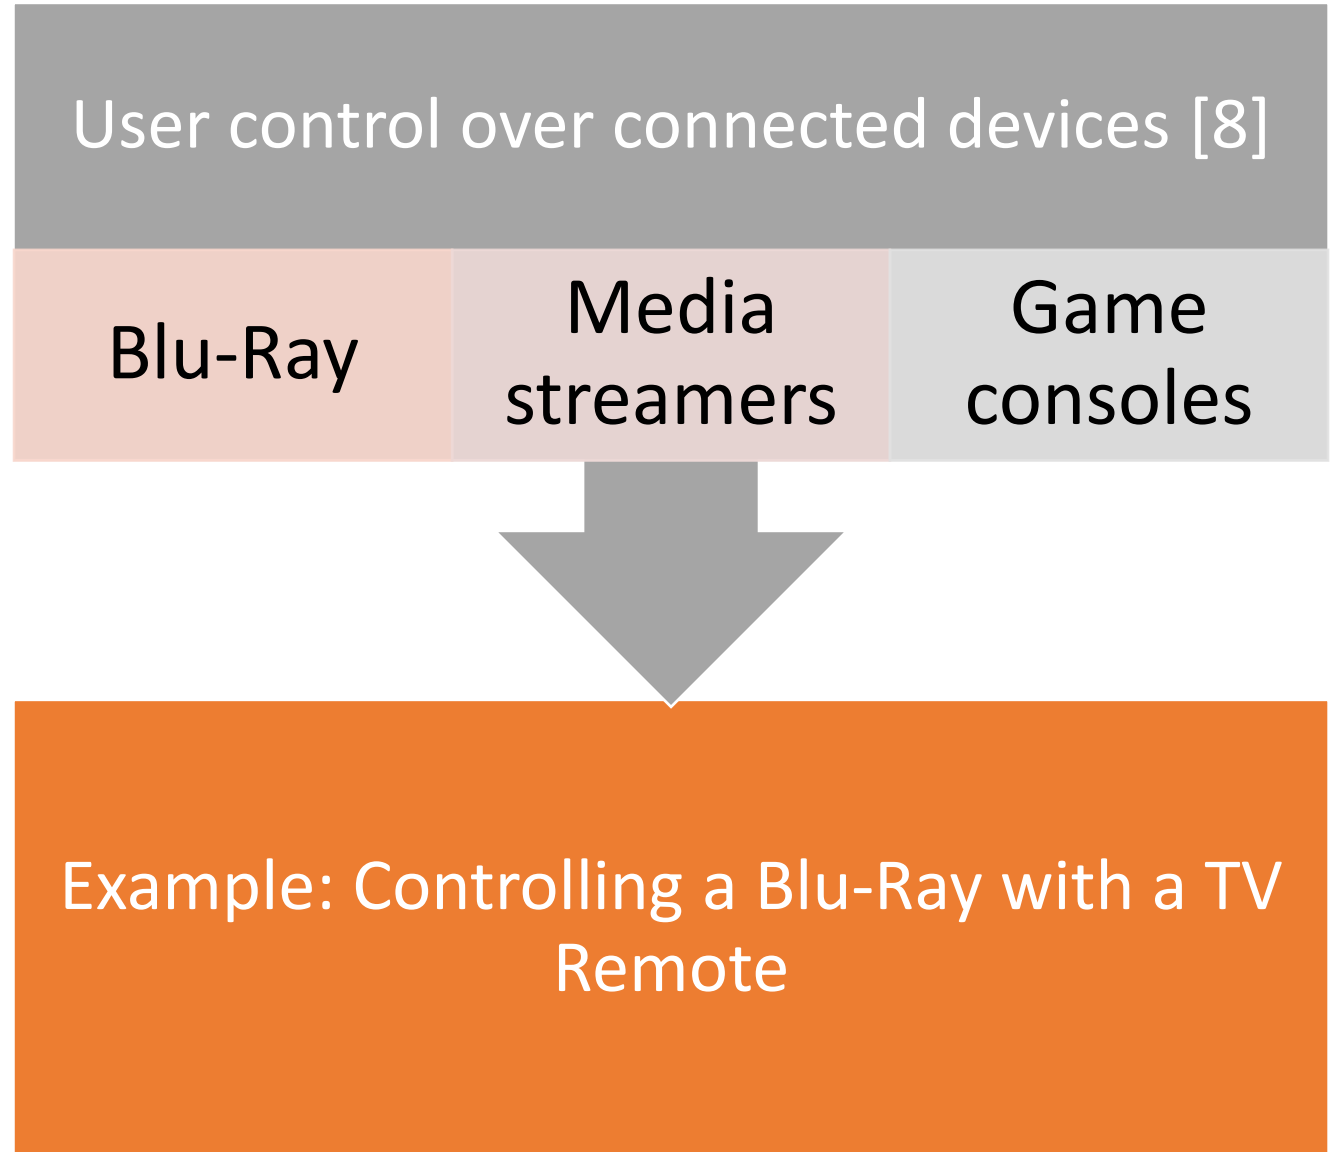 User control over connected devices [8]
Blu-Ray
Media
streamers
Game
consoles
Example: Controlling a Blu-Ray with a TV
Remote